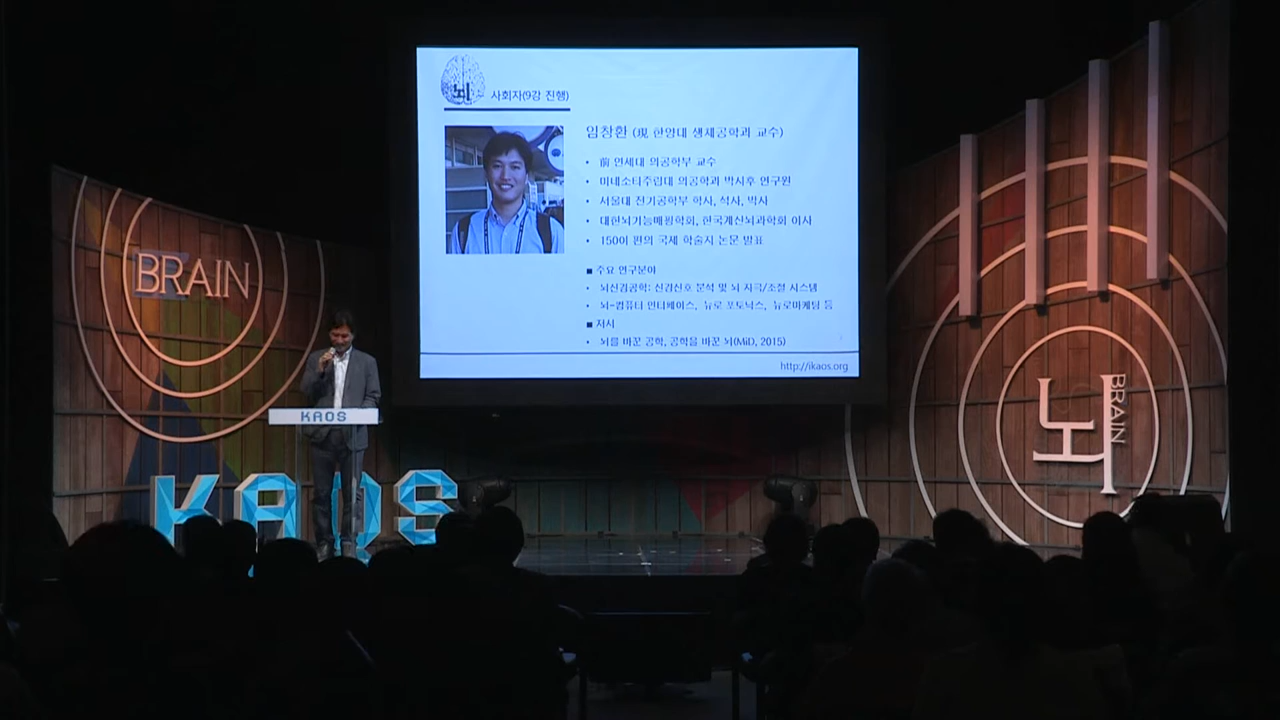 뇌
사회자(9강 진행)
임창환 (現 한양대 생체공학과 교수)
• 前 연세대 의공학부 교수
• 미네소타주립대 의공학과 박사후 연구원
• 서울대 전기공학부 학사, 석사, 박사
• 대한뇌기능매핑학회, 한국계산뇌과학회 이사
• 150여 편의 국제 학술지 논문 발표
■ 주요 연구분야
• 뇌신경공학: 신경신호 분석 및 뇌 자극/조절 시스템
• 뇌-컴퓨터 인터페이스, 뉴로 포토닉스, 뉴로마케팅 등
■ 저서
• 뇌를 바꾼 공학, 공학을 바꾼 뇌(MiD, 2015)
http://ikaos.org
BRAIN
KAOS
KAOS
뇌
BRAIN